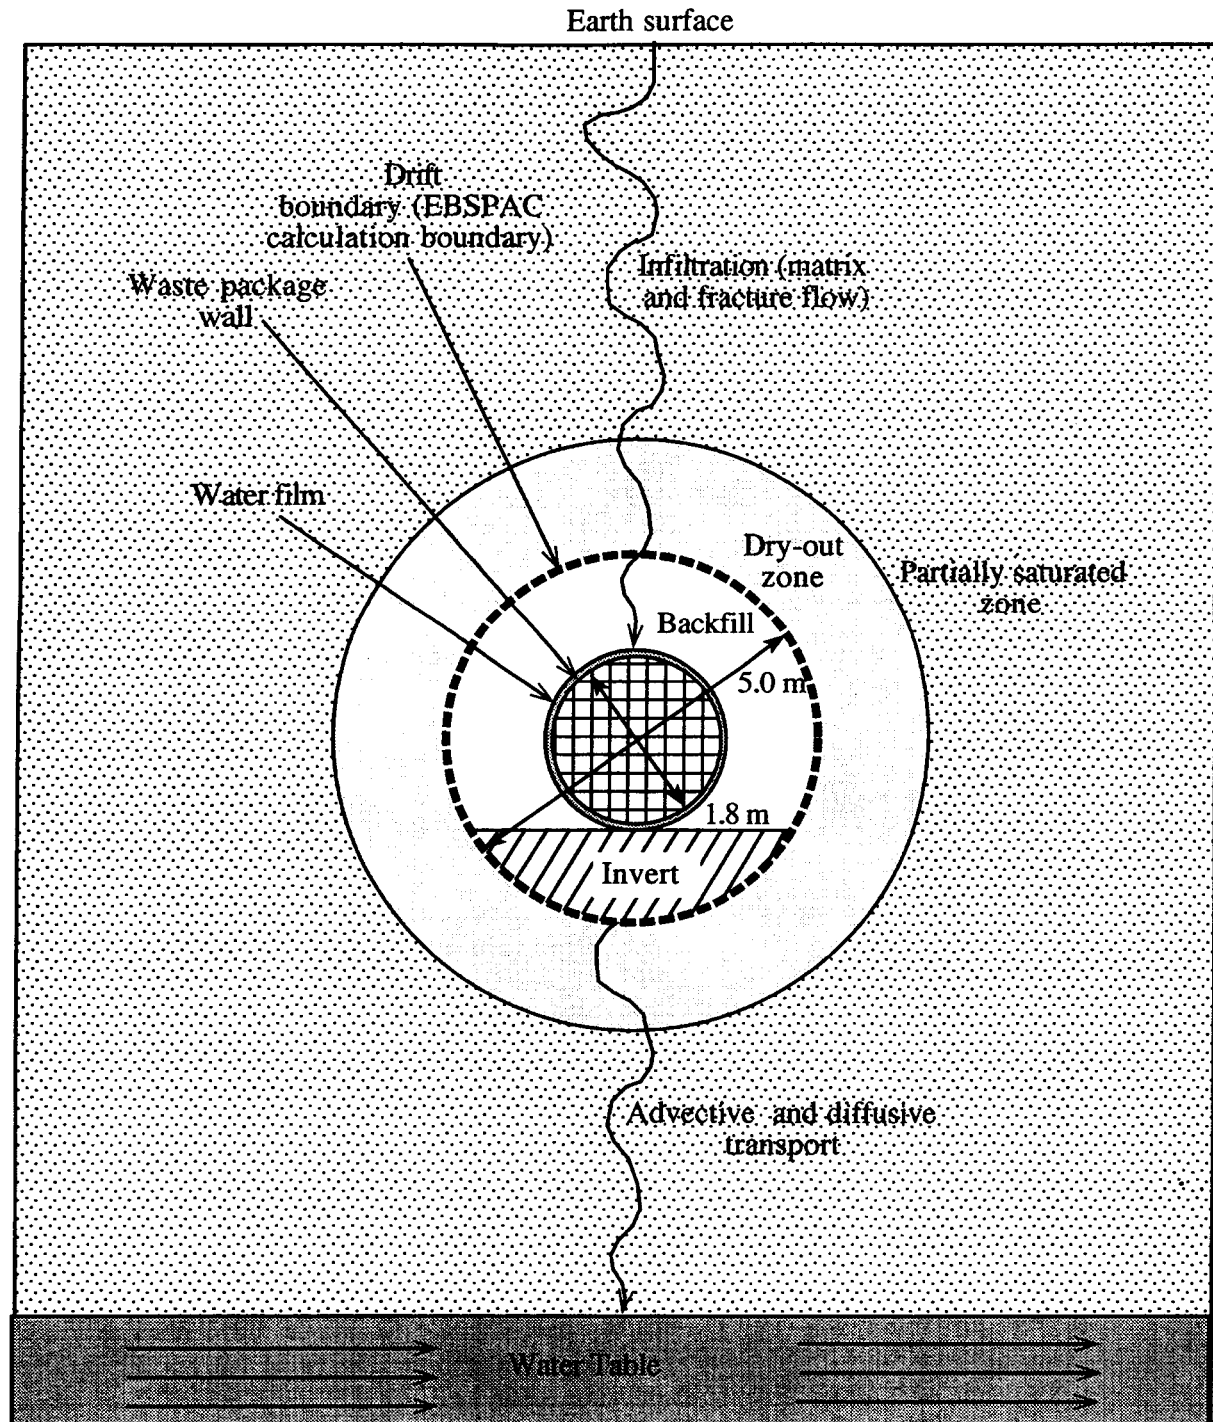 Earth surface
Drift
boundary (EBSPAC
calculation boundary)
Waste package
wall
Infiltration (matrix
and fracture flow)
Water film
Dry-out
zone
Partially saturated
zone
Backfill
5.0 m
1.8 m
Invert
Advective and diffusive
transport
Water Table